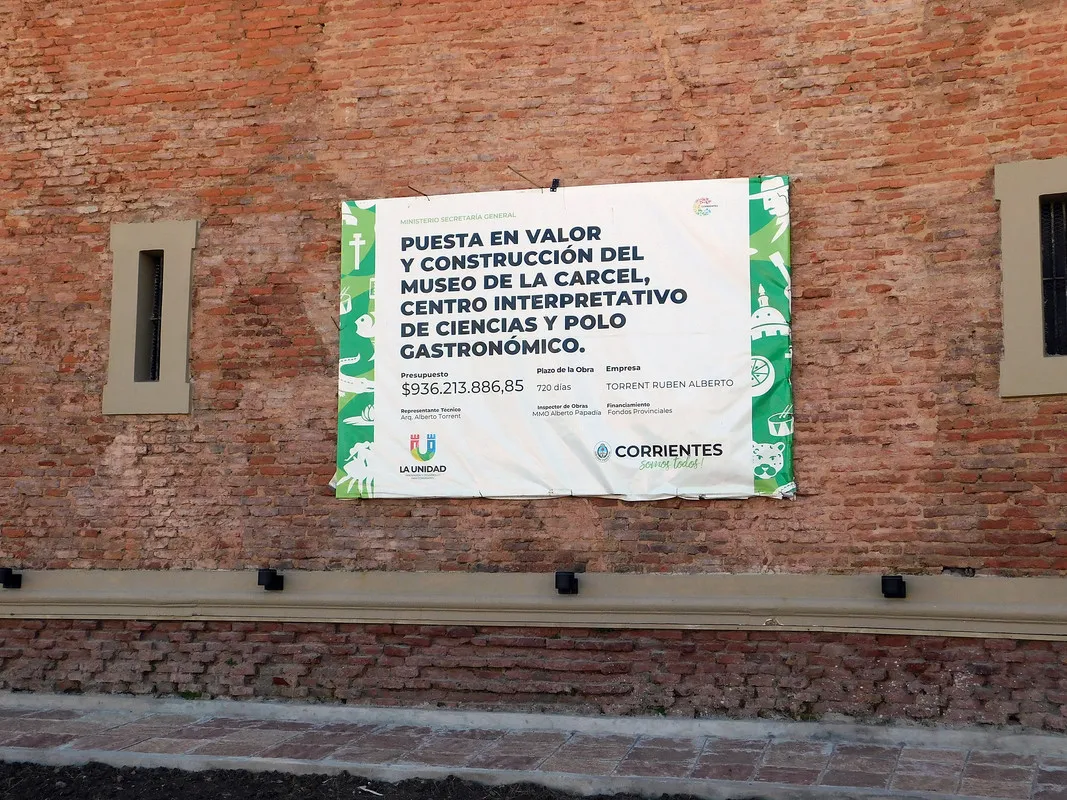 MINISTERIO SECRETARÍA GENERAL
PUESTA EN VALOR
Y CONSTRUCCIÓN DEL
MUSEO DE LA CARCEL,
CENTRO INTERPRETATIVO
DE CIENCIAS Y POLO
GASTRONÓMICO.
Presupuesto
$936.213.886,85
Plazo de la Obra
720 días
Empresa
TORRENT RUBEN ALBERTO
Representante Técnico
Arq. Alberto Torrent
Inspector de Obras
MMO Alberto Papadia
Financiamiento
Fondos Provinciales
LA UNIDAD
CORRIENTES
somos todos!